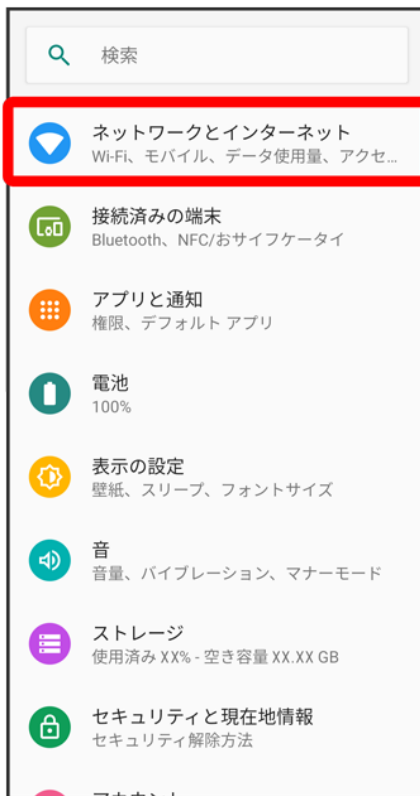 検索
ネットワークとインターネット
Wi-Fi、モバイル、データ使用量、アクセ...
接続済みの端末
Bluetooth、NFC/おサイフケータイ
アプリと通知
権限、デフォルト アプリ
電池
100%
表示の設定
壁紙、スリープ、フォントサイズ
音
音量、バイブレーション、マナーモード
ストレージ
使用済み XX% - 空き容量 XX.XX GB
セキュリティと現在地情報
セキュリティ解除方法